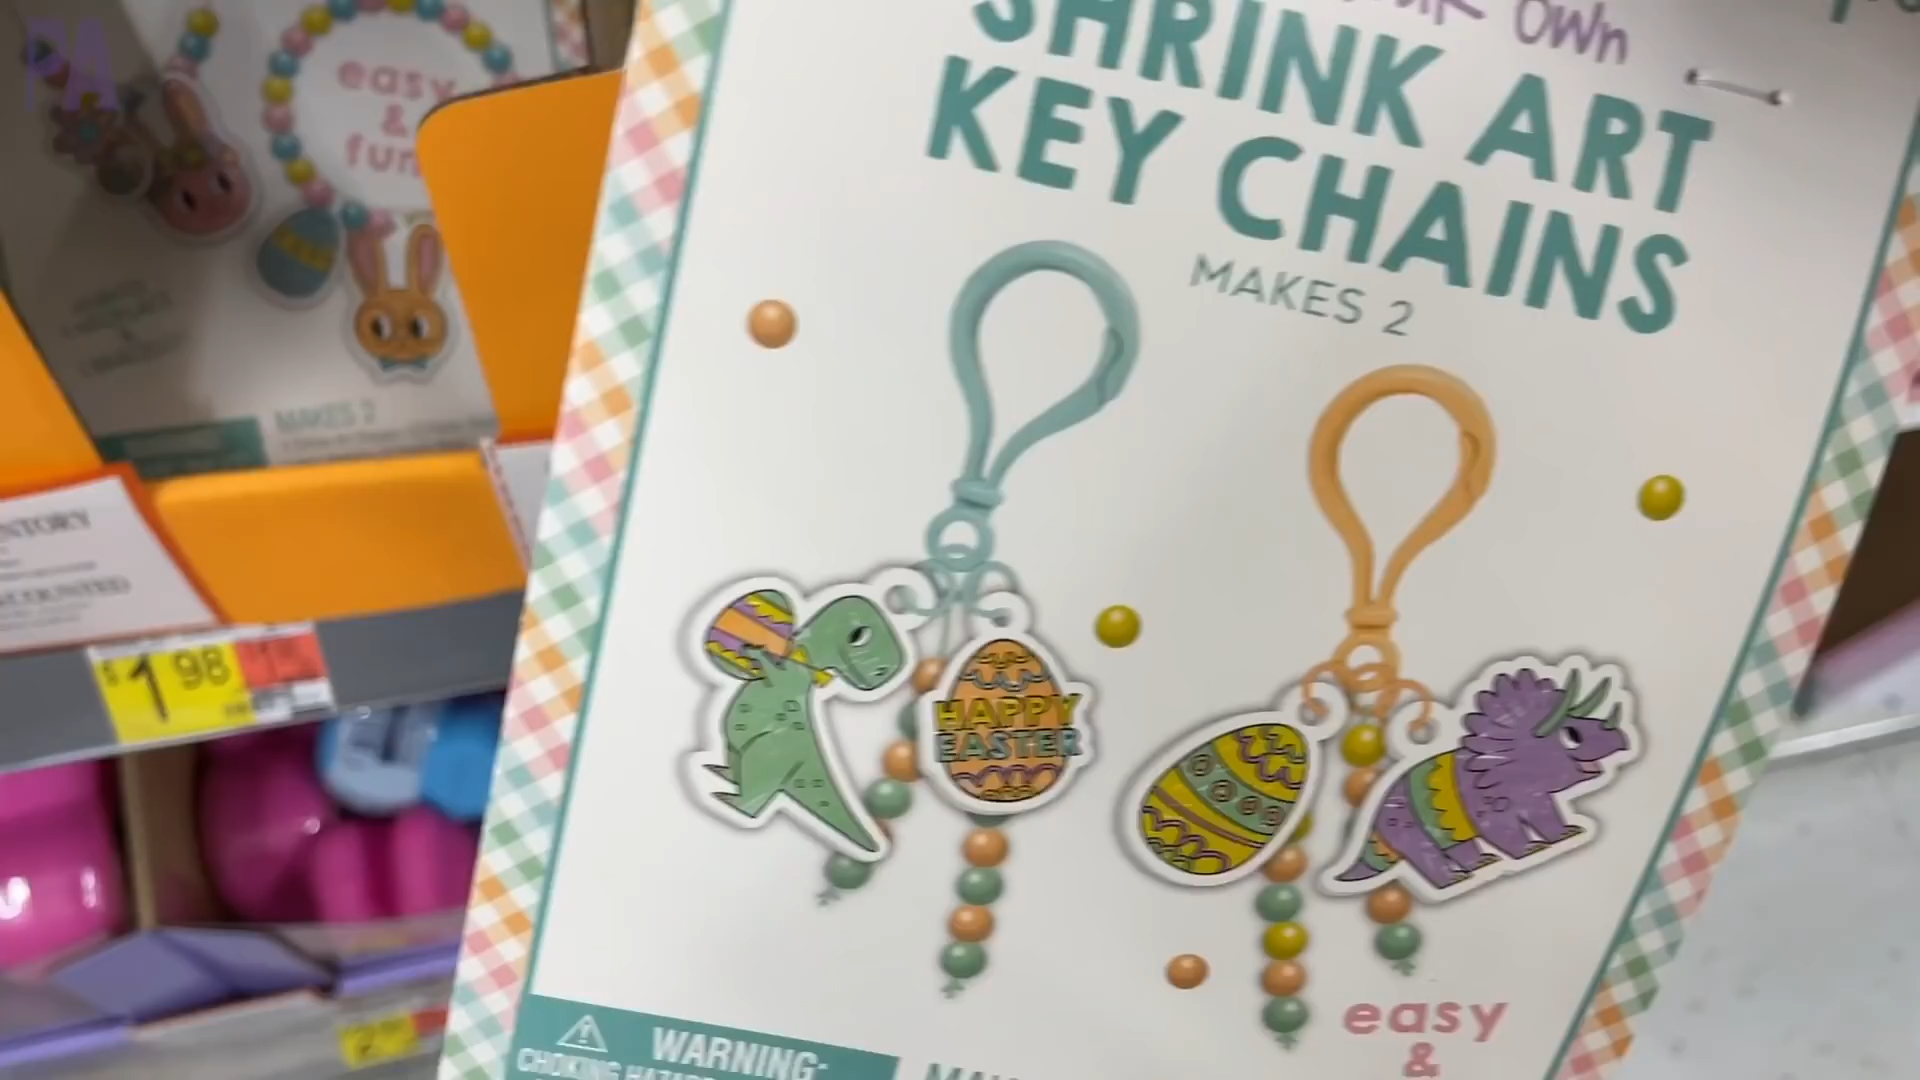 PA
easy
&
fun
OWN
SHRINK ART
KEY CHAINS
MAKES 2
HAPPY
EASTER
MAKES 2
$1 98
WARNING:
CHOKING HAZARD
easy
&